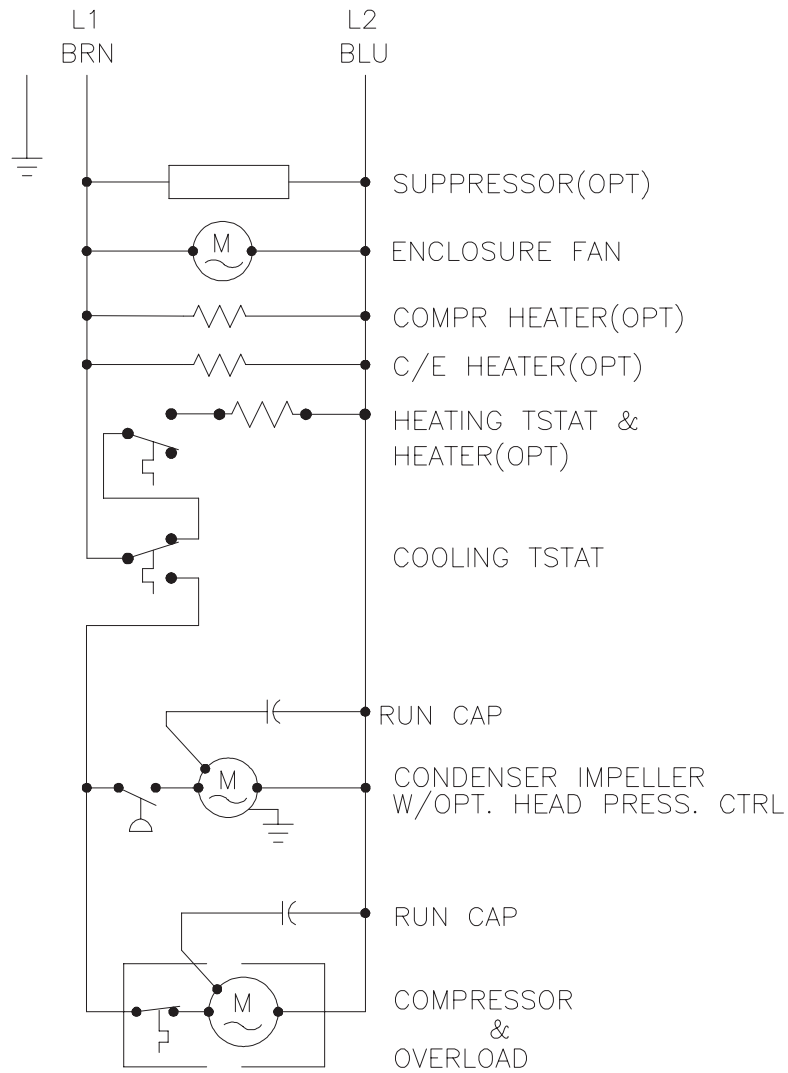 L1
BRN
L2
BLU
SUPPRESSOR(OPT)
M
ENCLOSURE FAN
COMPR HEATER(OPT)
C/E HEATER(OPT)
HEATING TSTAT &
HEATER(OPT)
COOLING TSTAT
RUN CAP
M
CONDENSER IMPELLER
W/OPT. HEAD PRESS. CTRL
RUN CAP
M
COMPRESSOR
&
OVERLOAD